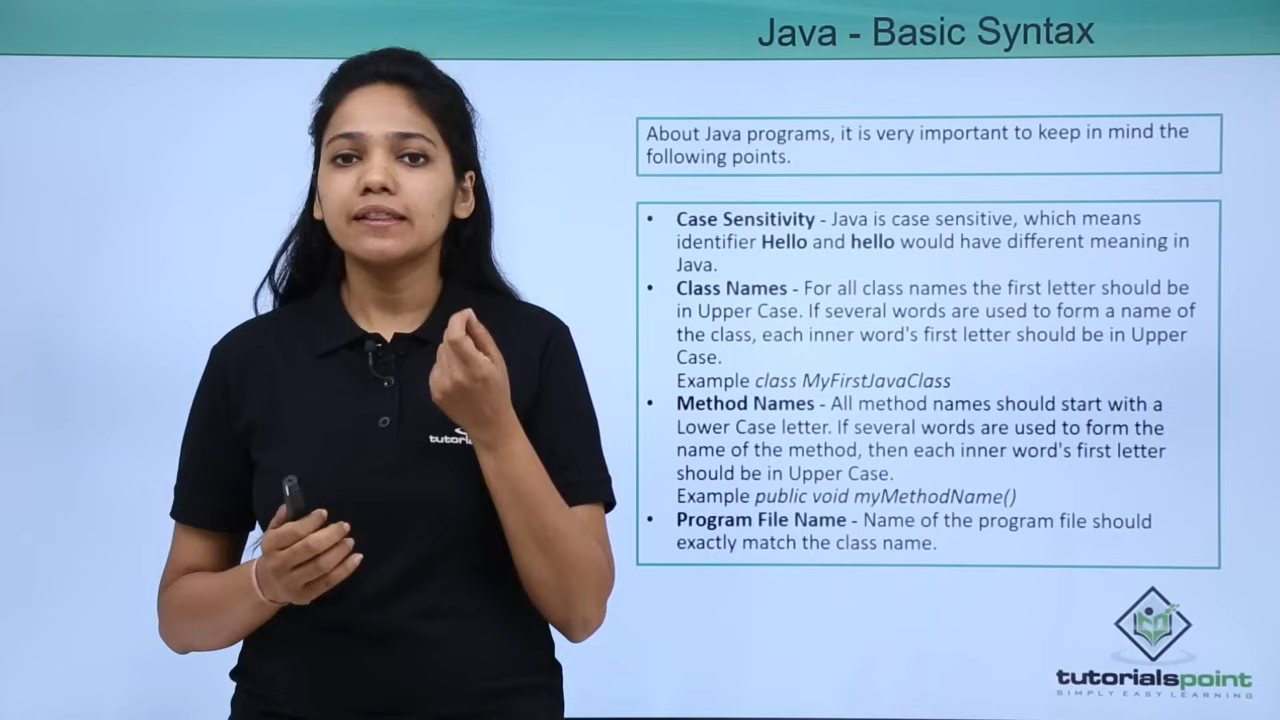 Java - Basic Syntax
About Java programs, it is very important to keep in mind the
following points.
• Case Sensitivity - Java is case sensitive, which means
identifier Hello and hello would have different meaning in
Java.
• Class Names - For all class names the first letter should be
in Upper Case. If several words are used to form a name of
the class, each inner word's first letter should be in Upper
Case.
Example class MyFirstJavaClass
• Method Names - All method names should start with a
Lower Case letter. If several words are used to form the
name of the method, then each inner word's first letter
should be in Upper Case.
Example public void myMethodName()
• Program File Name - Name of the program file should
exactly match the class name.
tutorialspoint
SIMPLY EASY LEARNING